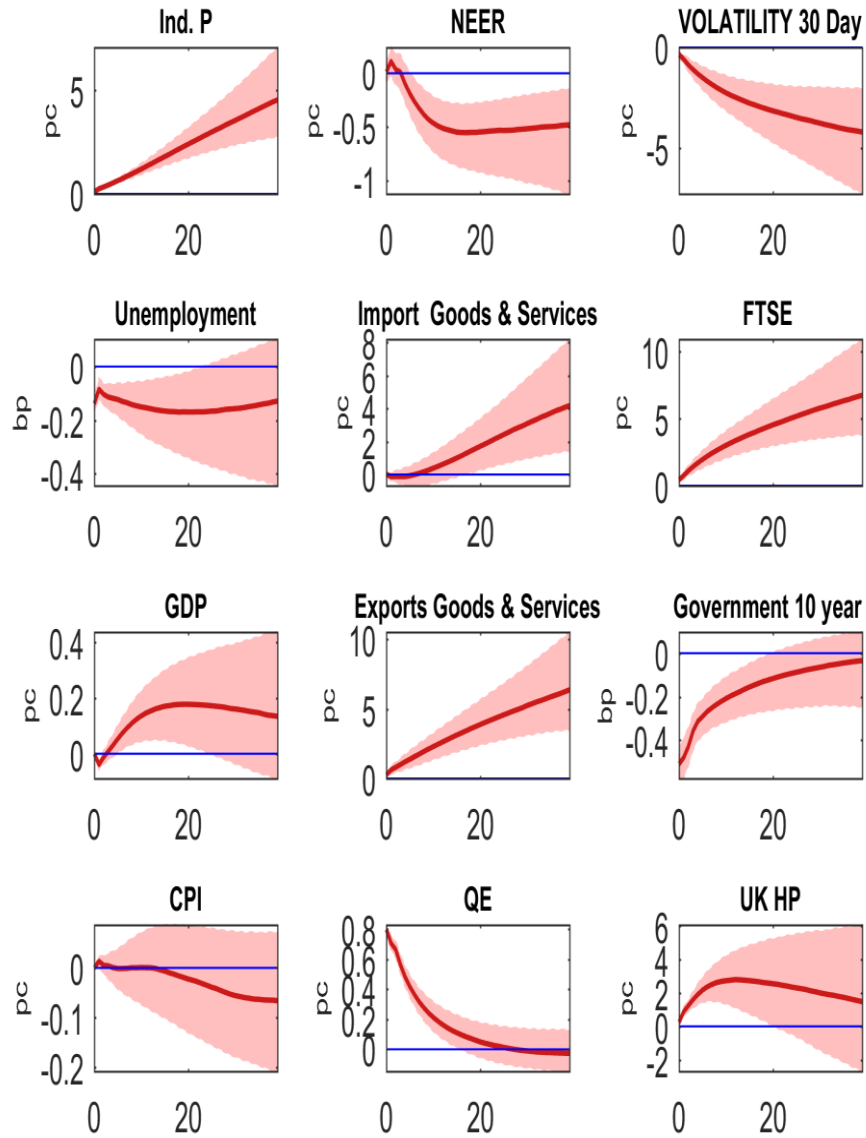 Ind. P
pc
5
0
0 20
NEER
pc
0
-0.5
-1
0 20
VOLATILITY 30 Day
pc
0
-5
0 20
Unemployment
bp
0
-0.2
-0.4
0 20
Import Goods & Services
pc
8
6
4
2
0
0 20
FTSE
pc
10
5
0
0 20
GDP
pc
0.4
0.2
0
0 20
Exports Goods & Services
pc
10
5
0
0 20
Government 10 year
bp
0
-0.2
-0.4
0 20
CPI
pc
0
-0.1
-0.2
0 20
QE
pc
0.8
0.6
0.4
0.2
0
0 20
UK HP
pc
6
4
2
0
-2
0 20